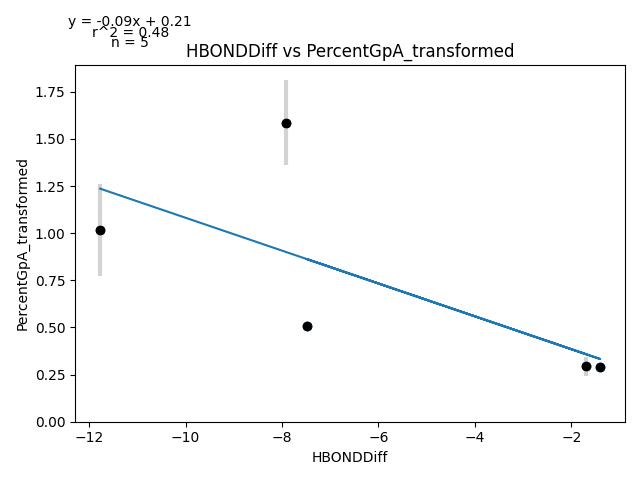 y = -0.09x + 0.21
r^2 = 0.48
n = 5
HBONDDiff vs PercentGpA_transformed
1.75
1.50
1.25
1.00
0.75
0.50
0.25
0.00
PercentGpA_transformed
−12
−10
−8
−6
−4
−2
HBONDDiff